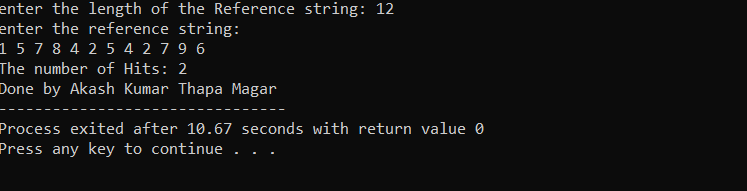 enter the length of the Reference string: 12
enter the reference string:
1 5 7 8 4 2 5 4 2 7 9 6
The number of Hits: 2
Done by Akash Kumar Thapa Magar
--------------------------------
Process exited after 10.67 seconds with return value 0
Press any key to continue . . .